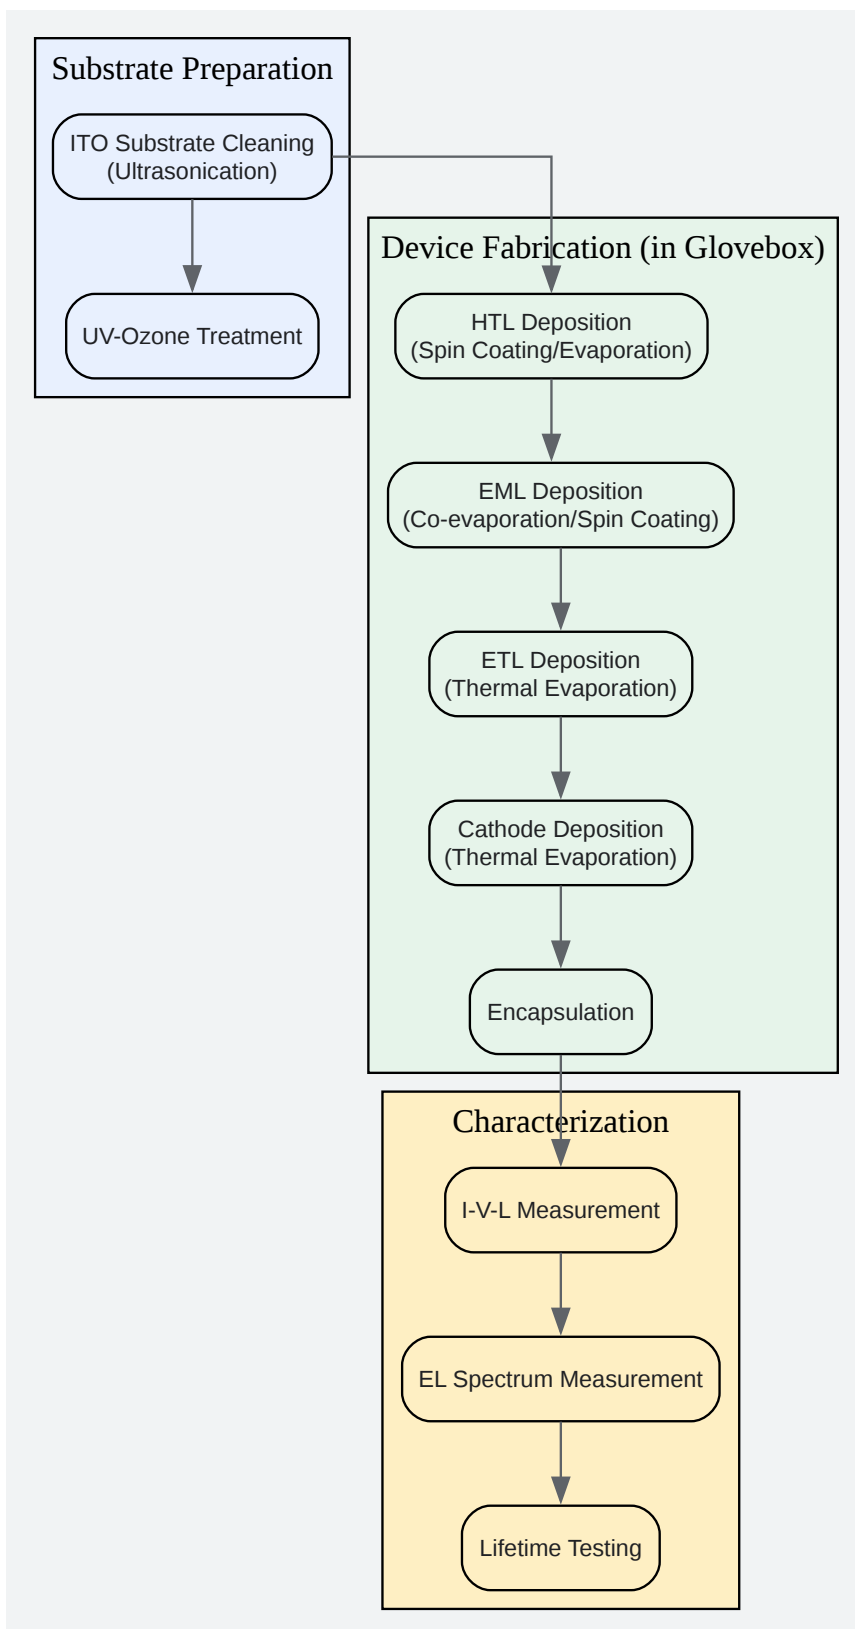 Substrate Preparation
ITO Substrate Cleaning
(Ultrasonication)
UV-Ozone Treatment
Device Fabrication (in Glovebox)
HTL Deposition
(Spin Coating/Evaporation)
EML Deposition
(Co-evaporation/Spin Coating)
ETL Deposition
(Thermal Evaporation)
Cathode Deposition
(Thermal Evaporation)
Encapsulation
Characterization
I-V-L Measurement
EL Spectrum Measurement
Lifetime Testing